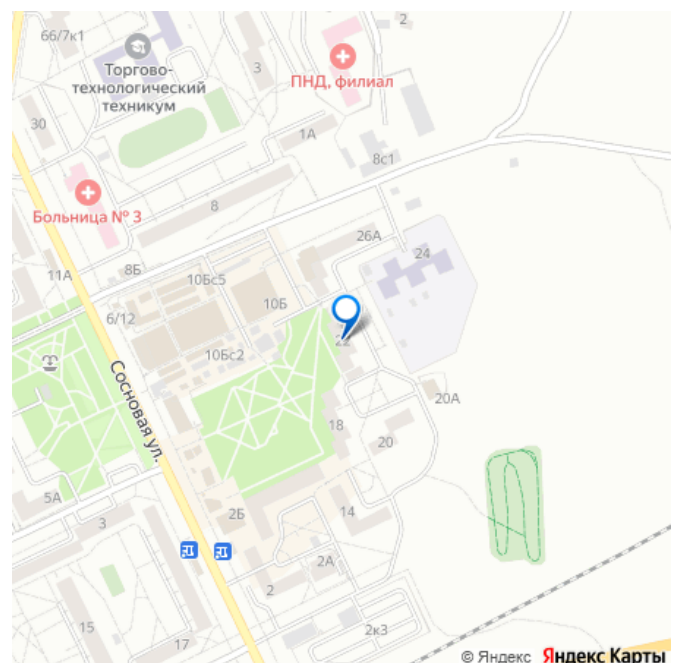 66/7к1
2
Торгово-
технологический
техникум
3
ПНД, филиал
30
1А
8с1
Больница № 3
8
26А
24
11А
8Б
10Бс5
10Б
6/12
22
10Бс2
Сосновая ул.
20А
18
20
5А
2Б
14
3
2А
2
15
17
2к3
© Яндекс Яндекс Карты